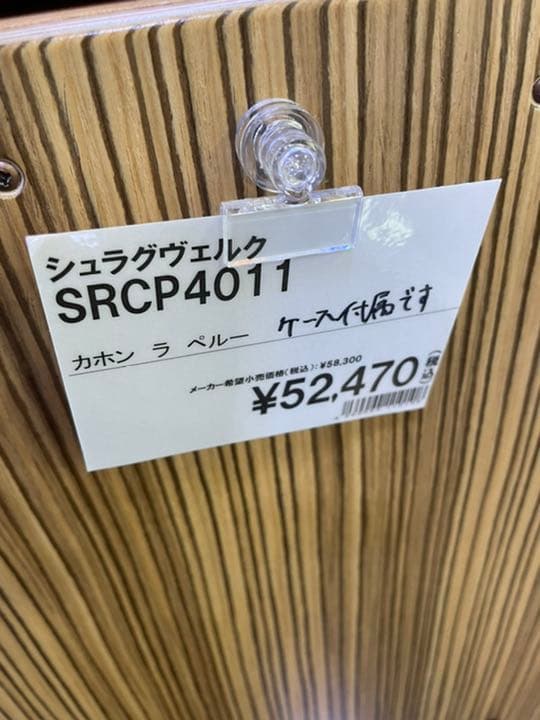 シュラグヴェルク
SRCP4011
カホン ラ ペルー ケース付属です
メーカー希望小売価格(税込):¥58,300
¥52,470(税込)